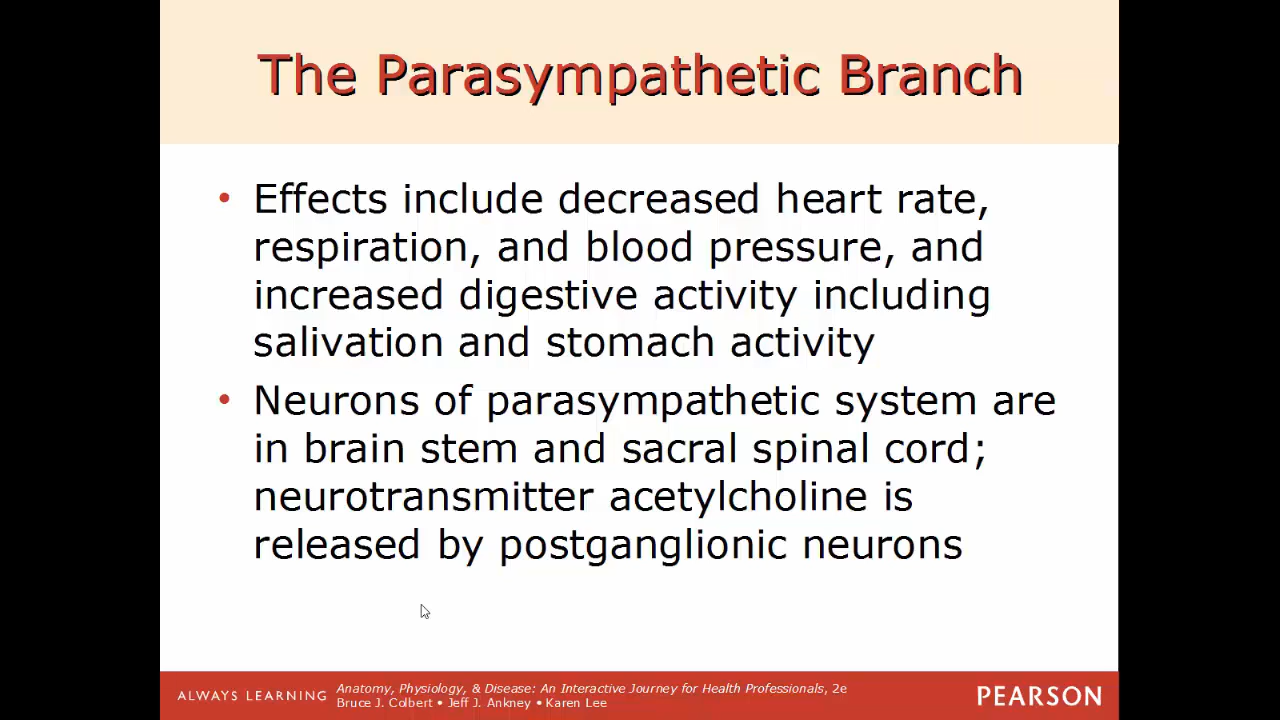 The Parasympathetic Branch
• Effects include decreased heart rate,
respiration, and blood pressure, and
increased digestive activity including
salivation and stomach activity
• Neurons of parasympathetic system are
in brain stem and sacral spinal cord;
neurotransmitter acetylcholine is
released by postganglionic neurons
ALWAYS LEARNING
Anatomy, Physiology, & Disease: An Interactive Journey for Health Professionals, 2e
Bruce J. Colbert • Jeff J. Ankney • Karen Lee
PEARSON